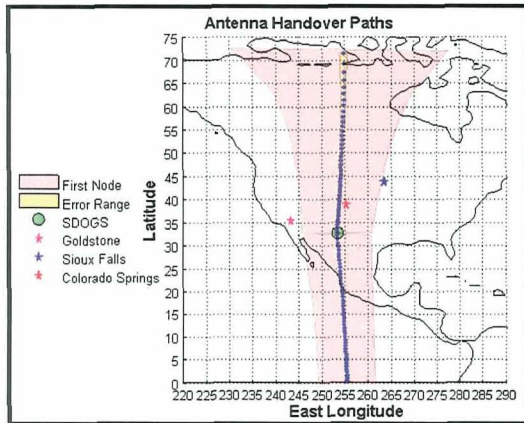 Antenna Handover Paths
75
70
65
60
55
50
45
40
35
30
25
20
15
10
5
0
Latitude
First Node
Error Range
SDOGS
Goldstone
Sioux Falls
Colorado Springs
220 225 230 235 240 245 250 255 260 265 270 275 280 285 290
East Longitude